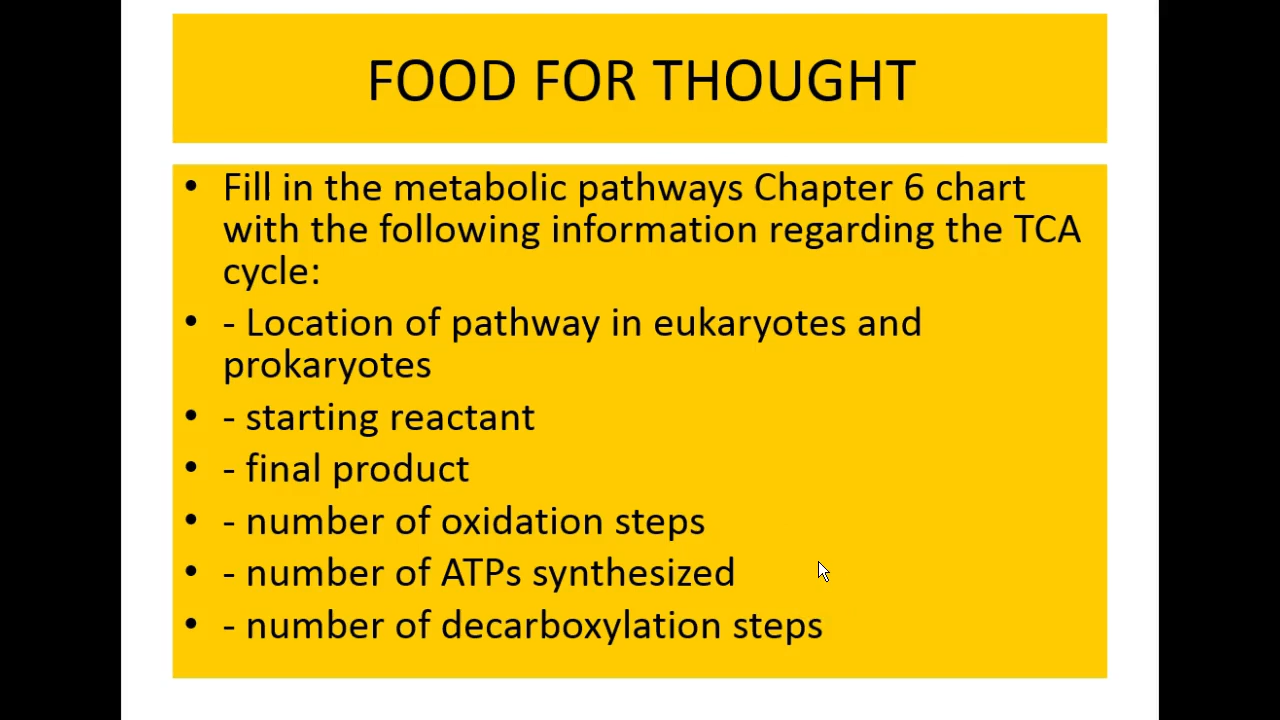 FOOD FOR THOUGHT
• Fill in the metabolic pathways Chapter 6 chart
with the following information regarding the TCA
cycle:
• - Location of pathway in eukaryotes and
prokaryotes
• - starting reactant
• - final product
• - number of oxidation steps
• - number of ATPs synthesized
• - number of decarboxylation steps